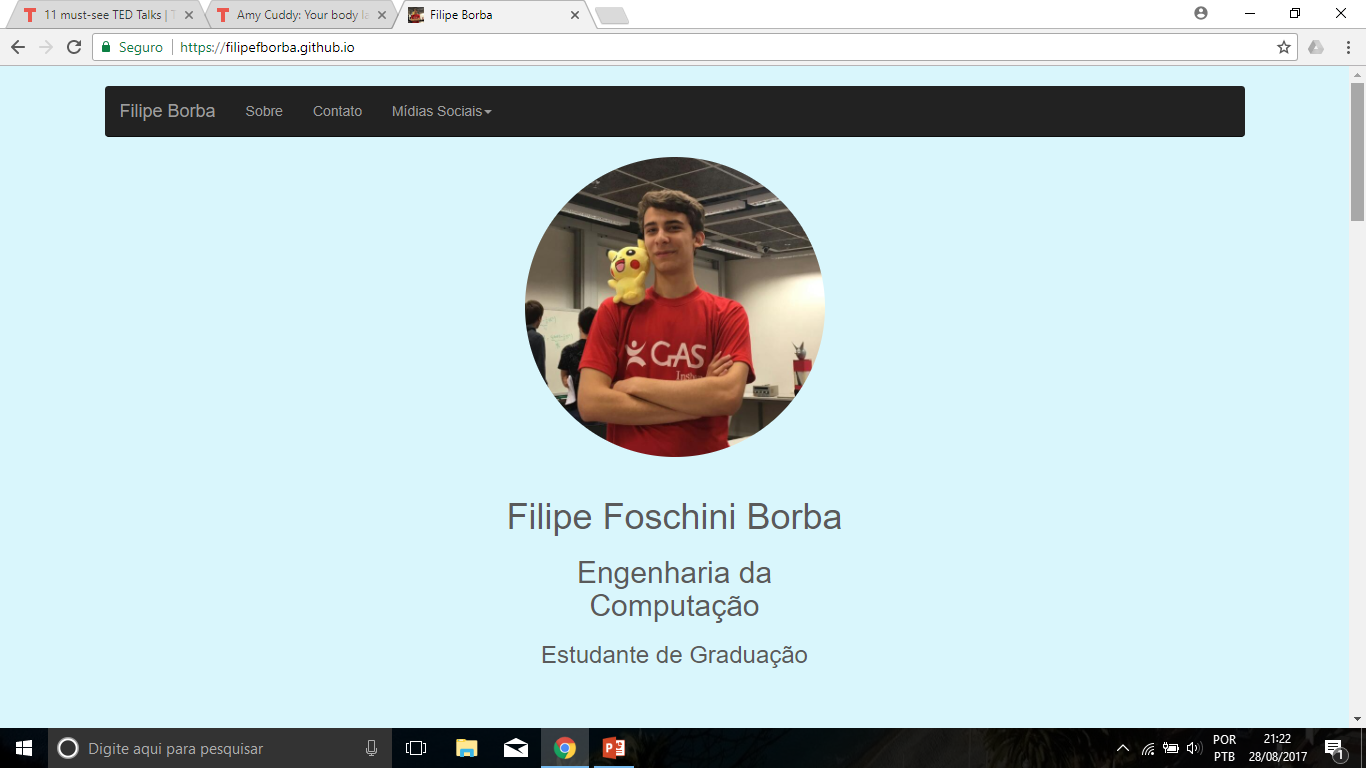 11 must-see TED Talks | T
Amy Cuddy: Your body la
Filipe Borba
Seguro
https://filipefborba.github.io
Filipe Borba
Sobre
Contato
Mídias Sociais
GAS
Filipe Foschini Borba
Engenharia da
Computação
Estudante de Graduação
Digite aqui para pesquisar
POR
PTB
21:22
28/08/2017
1